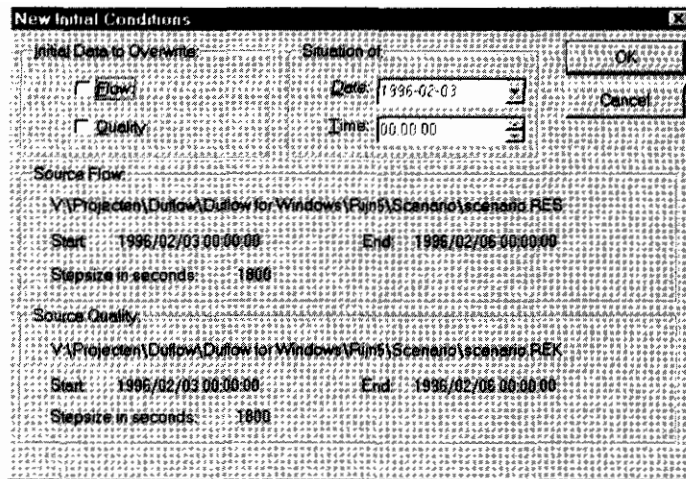 New Initial Conditions
Initial Data to Overwrite:
Flow:
Quality:
Situation of:
Date: 1996-02-03
Time: 00:00:00
OK
Cancel
Source Flow:
V:\Projecten\Duflow\Duflow for Windows\Rijn5\Scenario\scenario.RES
Start: 1996/02/03 00:00:00 End: 1996/02/06 00:00:00
Stepsize in seconds: 1800
Source Quality:
V:\Projecten\Duflow\Duflow for Windows\Rijn5\Scenario\scenario.REK
Start: 1996/02/03 00:00:00 End: 1996/02/06 00:00:00
Stepsize in seconds: 1800